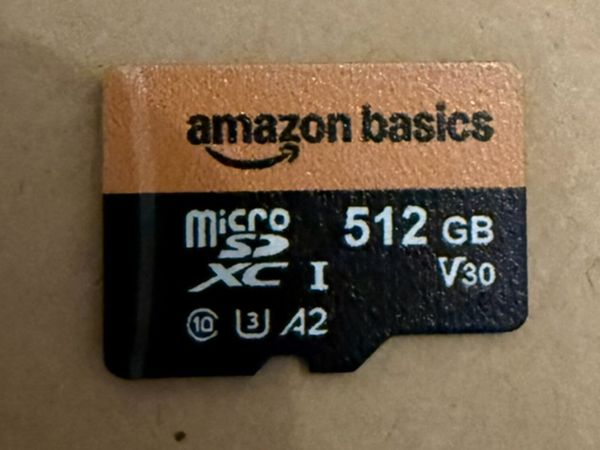 amazon basics
micro SD XC I 512 GB
V30
10 U3 A2